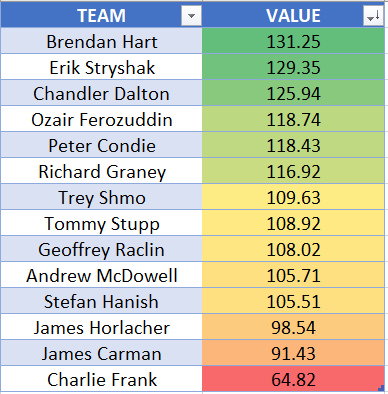 TEAM VALUE
Brendan Hart 131.25
Erik Stryshak 129.35
Chandler Dalton 125.94
Ozair Ferozuddin 118.74
Peter Condie 118.43
Richard Graney 116.92
Trey Shmo 109.63
Tommy Stupp 108.92
Geoffrey Raclin 108.02
Andrew McDowell 105.71
Stefan Hanish 105.51
James Horlacher 98.54
James Carman 91.43
Charlie Frank 64.82